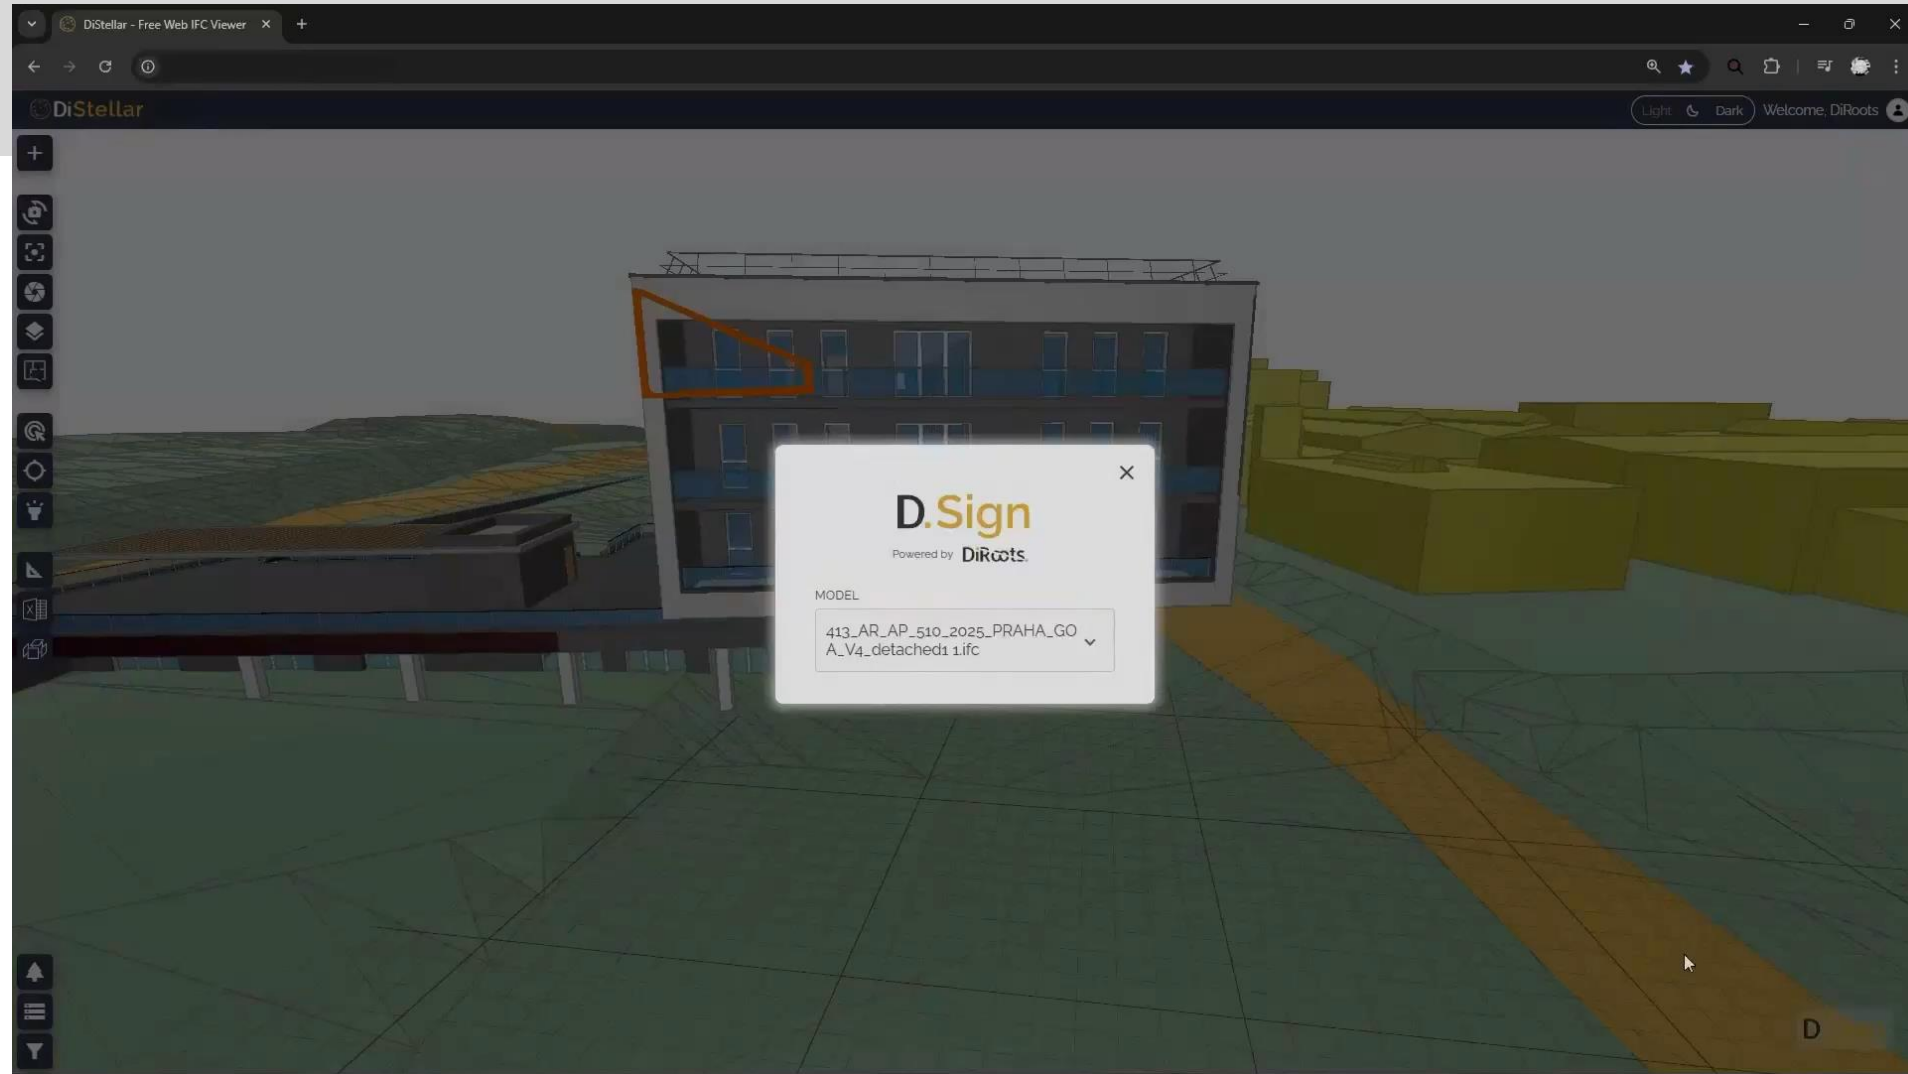 DiStellar - Free Web IFC Viewer
DiStellar
Light Dark Welcome, DiRoots
D.Sign
Powered by DiRoots.
MODEL
413_AR_AP_510_2025_PRAHA_GO
A_V4_detached1 1.ifc
D